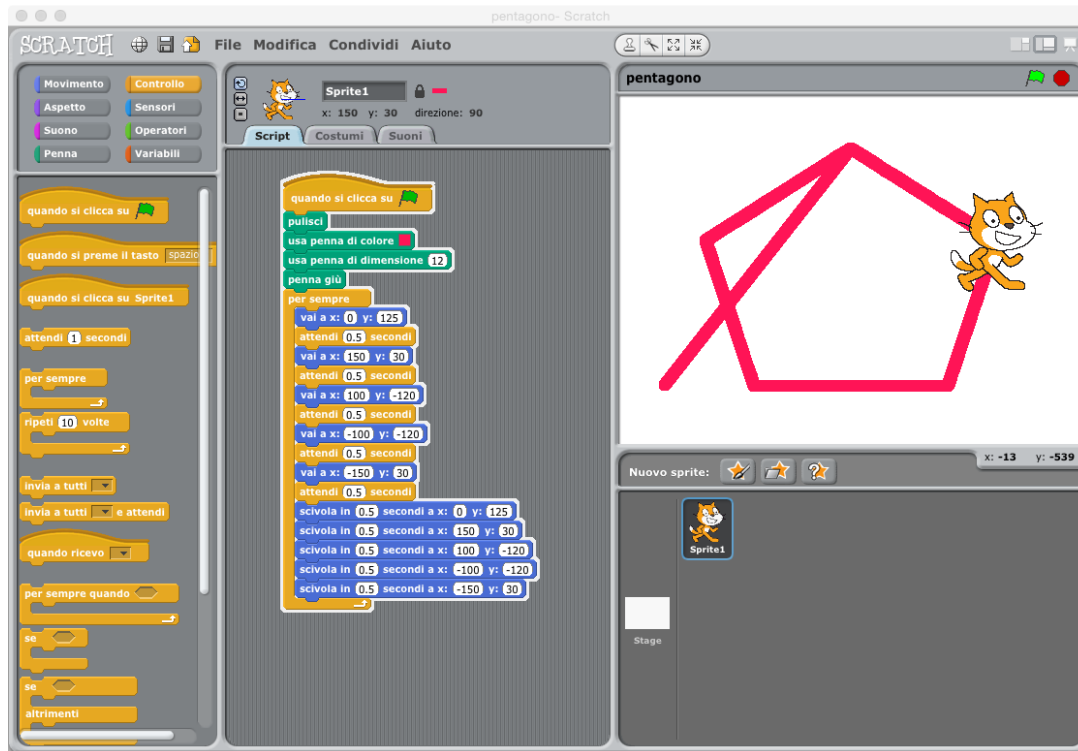 pentagono- Scratch
SCRATCH File Modifica Condividi Aiuto
Movimento Controllo
Aspetto Sensori
Suono Operatori
Penna Variabili
quando si clicca su
quando si preme il tasto spazio
quando si clicca su Sprite1
attendi 1 secondi
per sempre
ripeti 10 volte
invia a tutti
invia a tutti e attendi
quando ricevo
per sempre quando
se
se
altrimenti
Sprite1
x: 150 y: 30 direzione: 90
Script Costumi Suoni
quando si clicca su
pulisci
usa penna di colore
usa penna di dimensione 12
penna giù
per sempre
vai a x: 0 y: 125
attendi 0.5 secondi
vai a x: 150 y: 30
attendi 0.5 secondi
vai a x: 100 y: -120
attendi 0.5 secondi
vai a x: -100 y: -120
attendi 0.5 secondi
vai a x: -150 y: 30
attendi 0.5 secondi
scivola in 0.5 secondi a x: 0 y: 125
scivola in 0.5 secondi a x: 150 y: 30
scivola in 0.5 secondi a x: 100 y: -120
scivola in 0.5 secondi a x: -100 y: -120
scivola in 0.5 secondi a x: -150 y: 30
pentagono
x: -13 y: -539
Nuovo sprite:
Sprite1
Stage